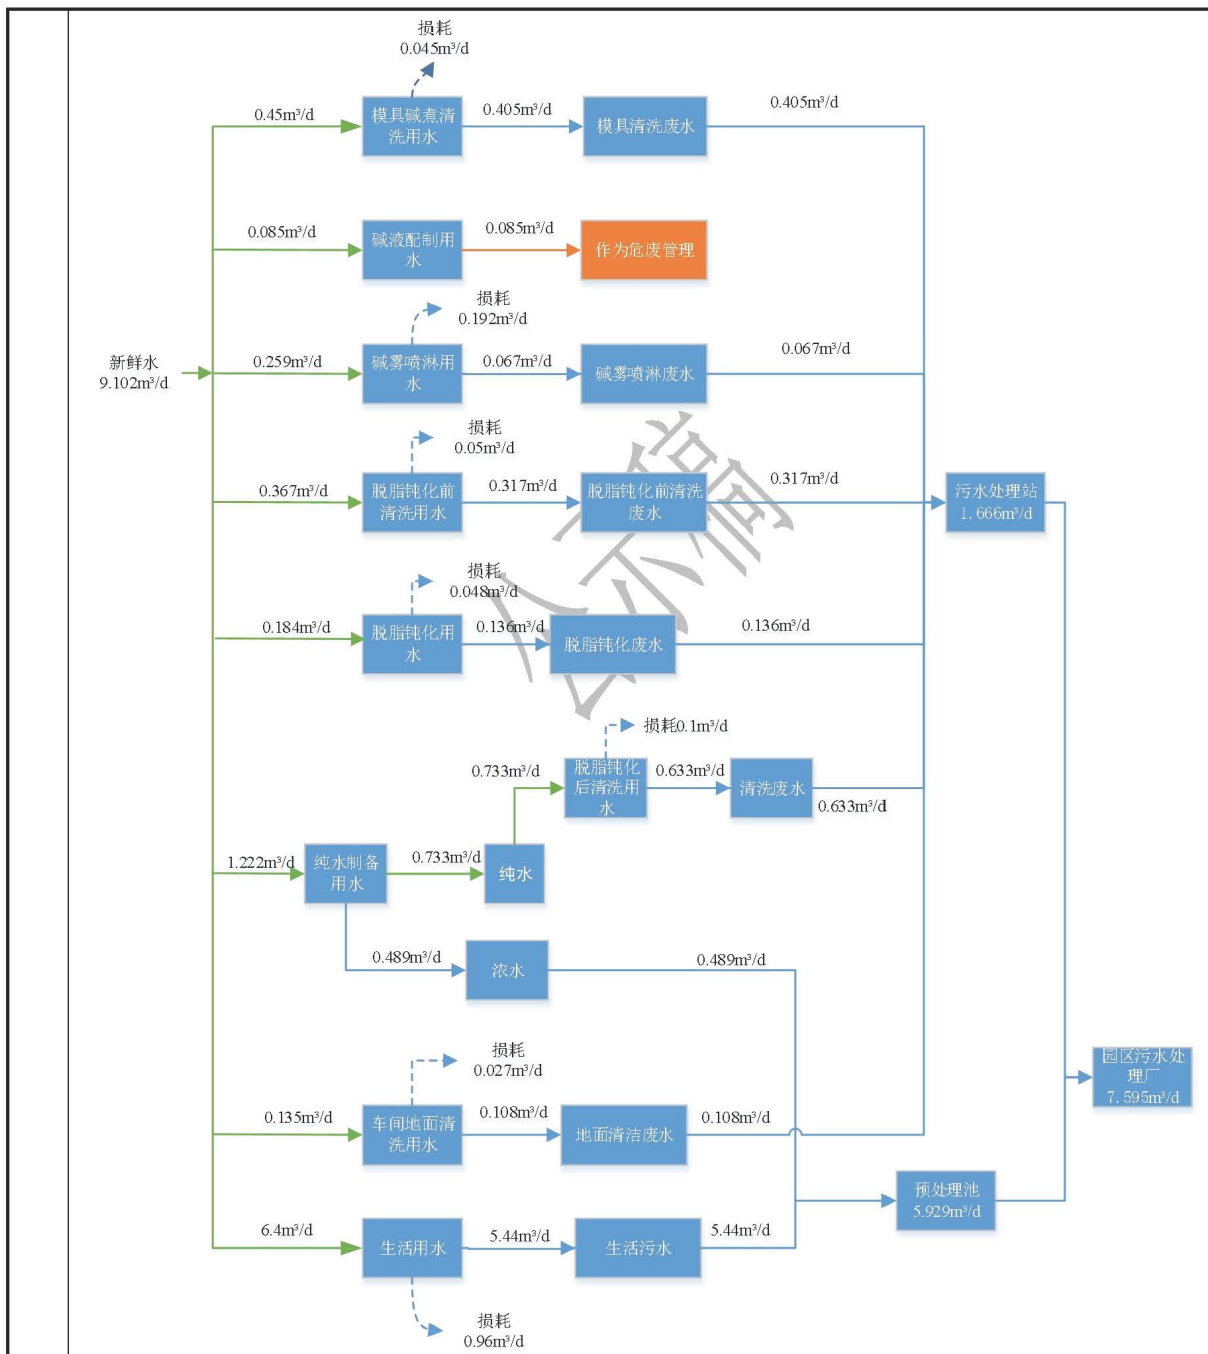 损耗
0.045m³/d
0.45m³/d
模具碱煮清
洗用水
0.405m³/d
模具清洗废水
0.405m³/d
0.085m³/d
碱液配制用
水
0.085m³/d
作为危废管理
损耗
0.192m³/d
新鲜水
9.102m³/d
0.259m³/d
碱雾喷淋用
水
0.067m³/d
碱雾喷淋废水
0.067m³/d
损耗
0.05m³/d
0.367m³/d
脱脂钝化前
清洗用水
0.317m³/d
脱脂钝化前清洗
废水
0.317m³/d
污水处理站
1.666m³/d
损耗
0.048m³/d
0.184m³/d
脱脂钝化用
水
0.136m³/d
脱脂钝化废水
0.136m³/d
公示稿
损耗0.1m³/d
0.733m³/d
脱脂钝化
后清洗用
水
0.633m³/d
清洗废水
0.633m³/d
1.222m³/d
纯水制备
用水
0.733m³/d
纯水
0.489m³/d
浓水
0.489m³/d
损耗
0.027m³/d
园区污水处
理厂
7.595m³/d
0.135m³/d
车间地面清
洗用水
0.108m³/d
地面清洁废水
0.108m³/d
预处理池
5.929m³/d
6.4m³/d
生活用水
5.44m³/d
生活污水
5.44m³/d
损耗
0.96m³/d